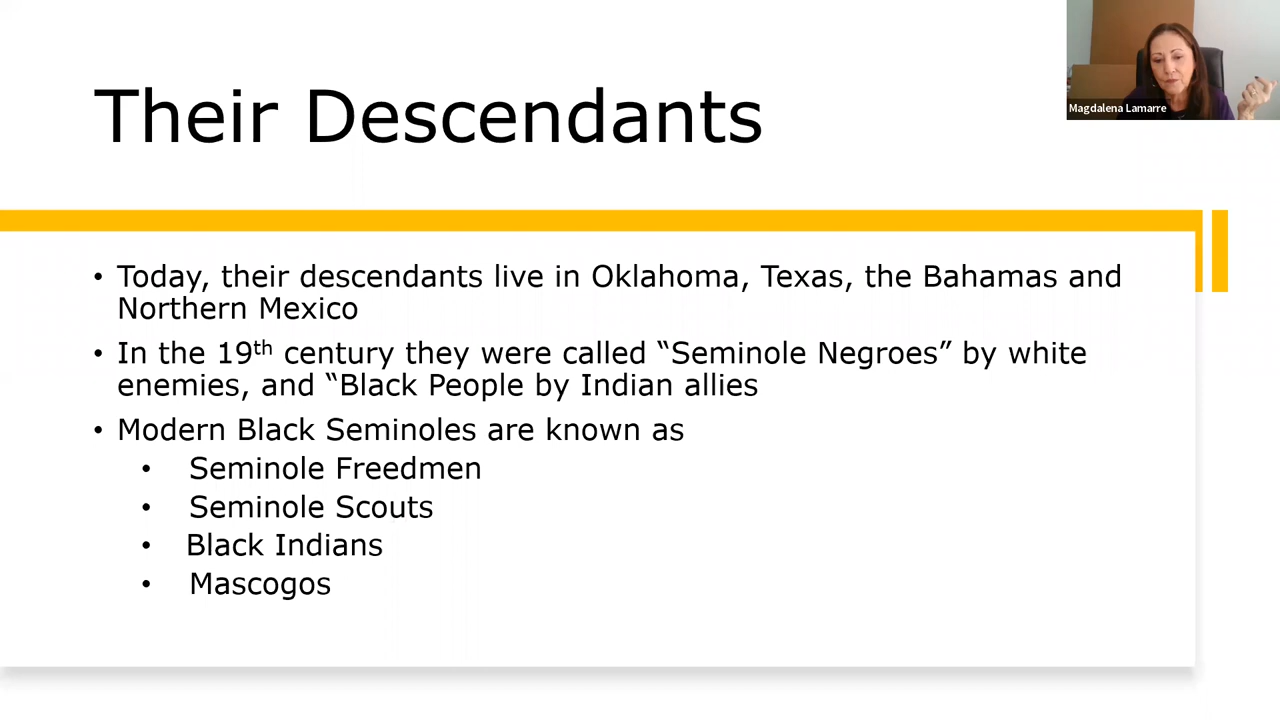 Magdalena Lamarre
Their Descendants
• Today, their descendants live in Oklahoma, Texas, the Bahamas and
Northern Mexico
• In the 19th century they were called “Seminole Negroes” by white
enemies, and “Black People by Indian allies
• Modern Black Seminoles are known as
• Seminole Freedmen
• Seminole Scouts
• Black Indians
• Mascogos